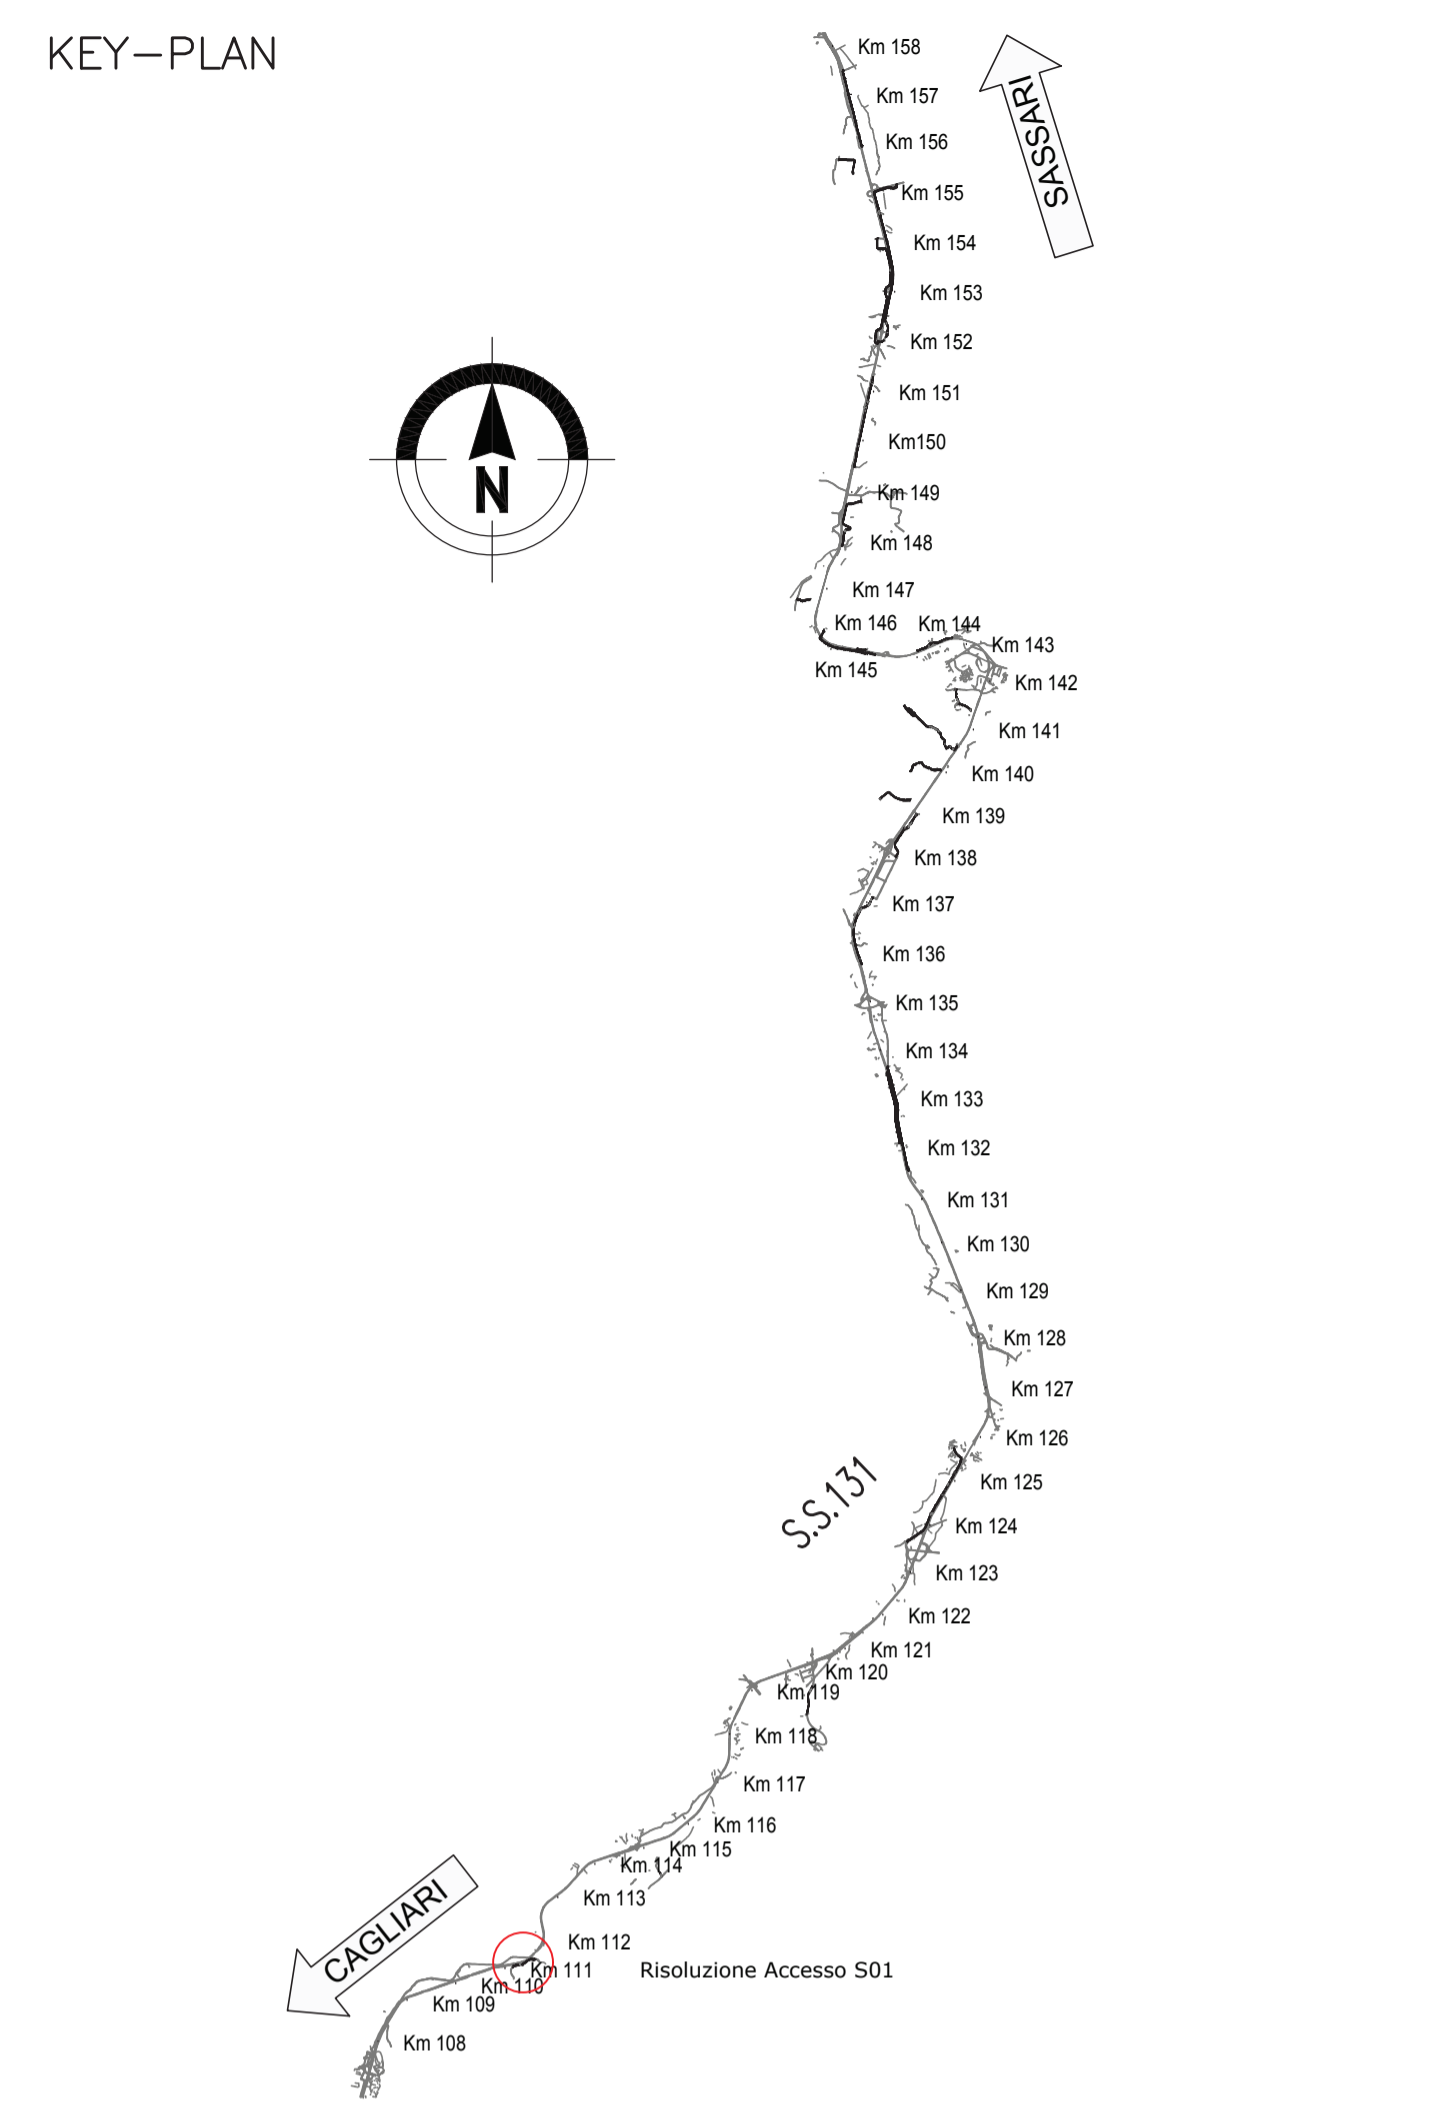 KEY-PLAN
Km 158
SASSARI
Km 157
Km 156
Km 155
Km 154
Km 153
Km 152
Km 151
Km150
N
Km 149
Km 148
Km 147
Km 146
Km 144
Km 143
Km 145
Km 142
Km 141
Km 140
Km 139
Km 138
Km 137
Km 136
Km 135
Km 134
Km 133
Km 132
Km 131
Km 130
Km 129
Km 128
Km 127
Km 126
S.S.131
Km 125
Km 124
Km 123
Km 122
Km 121
Km 120
Km 119
Km 118
Km 117
Km 116
Km 115
Km 114
Km 113
CAGLIARI
Km 112
Km 111
Risoluzione Accesso S01
Km 110
Km 109
Km 108